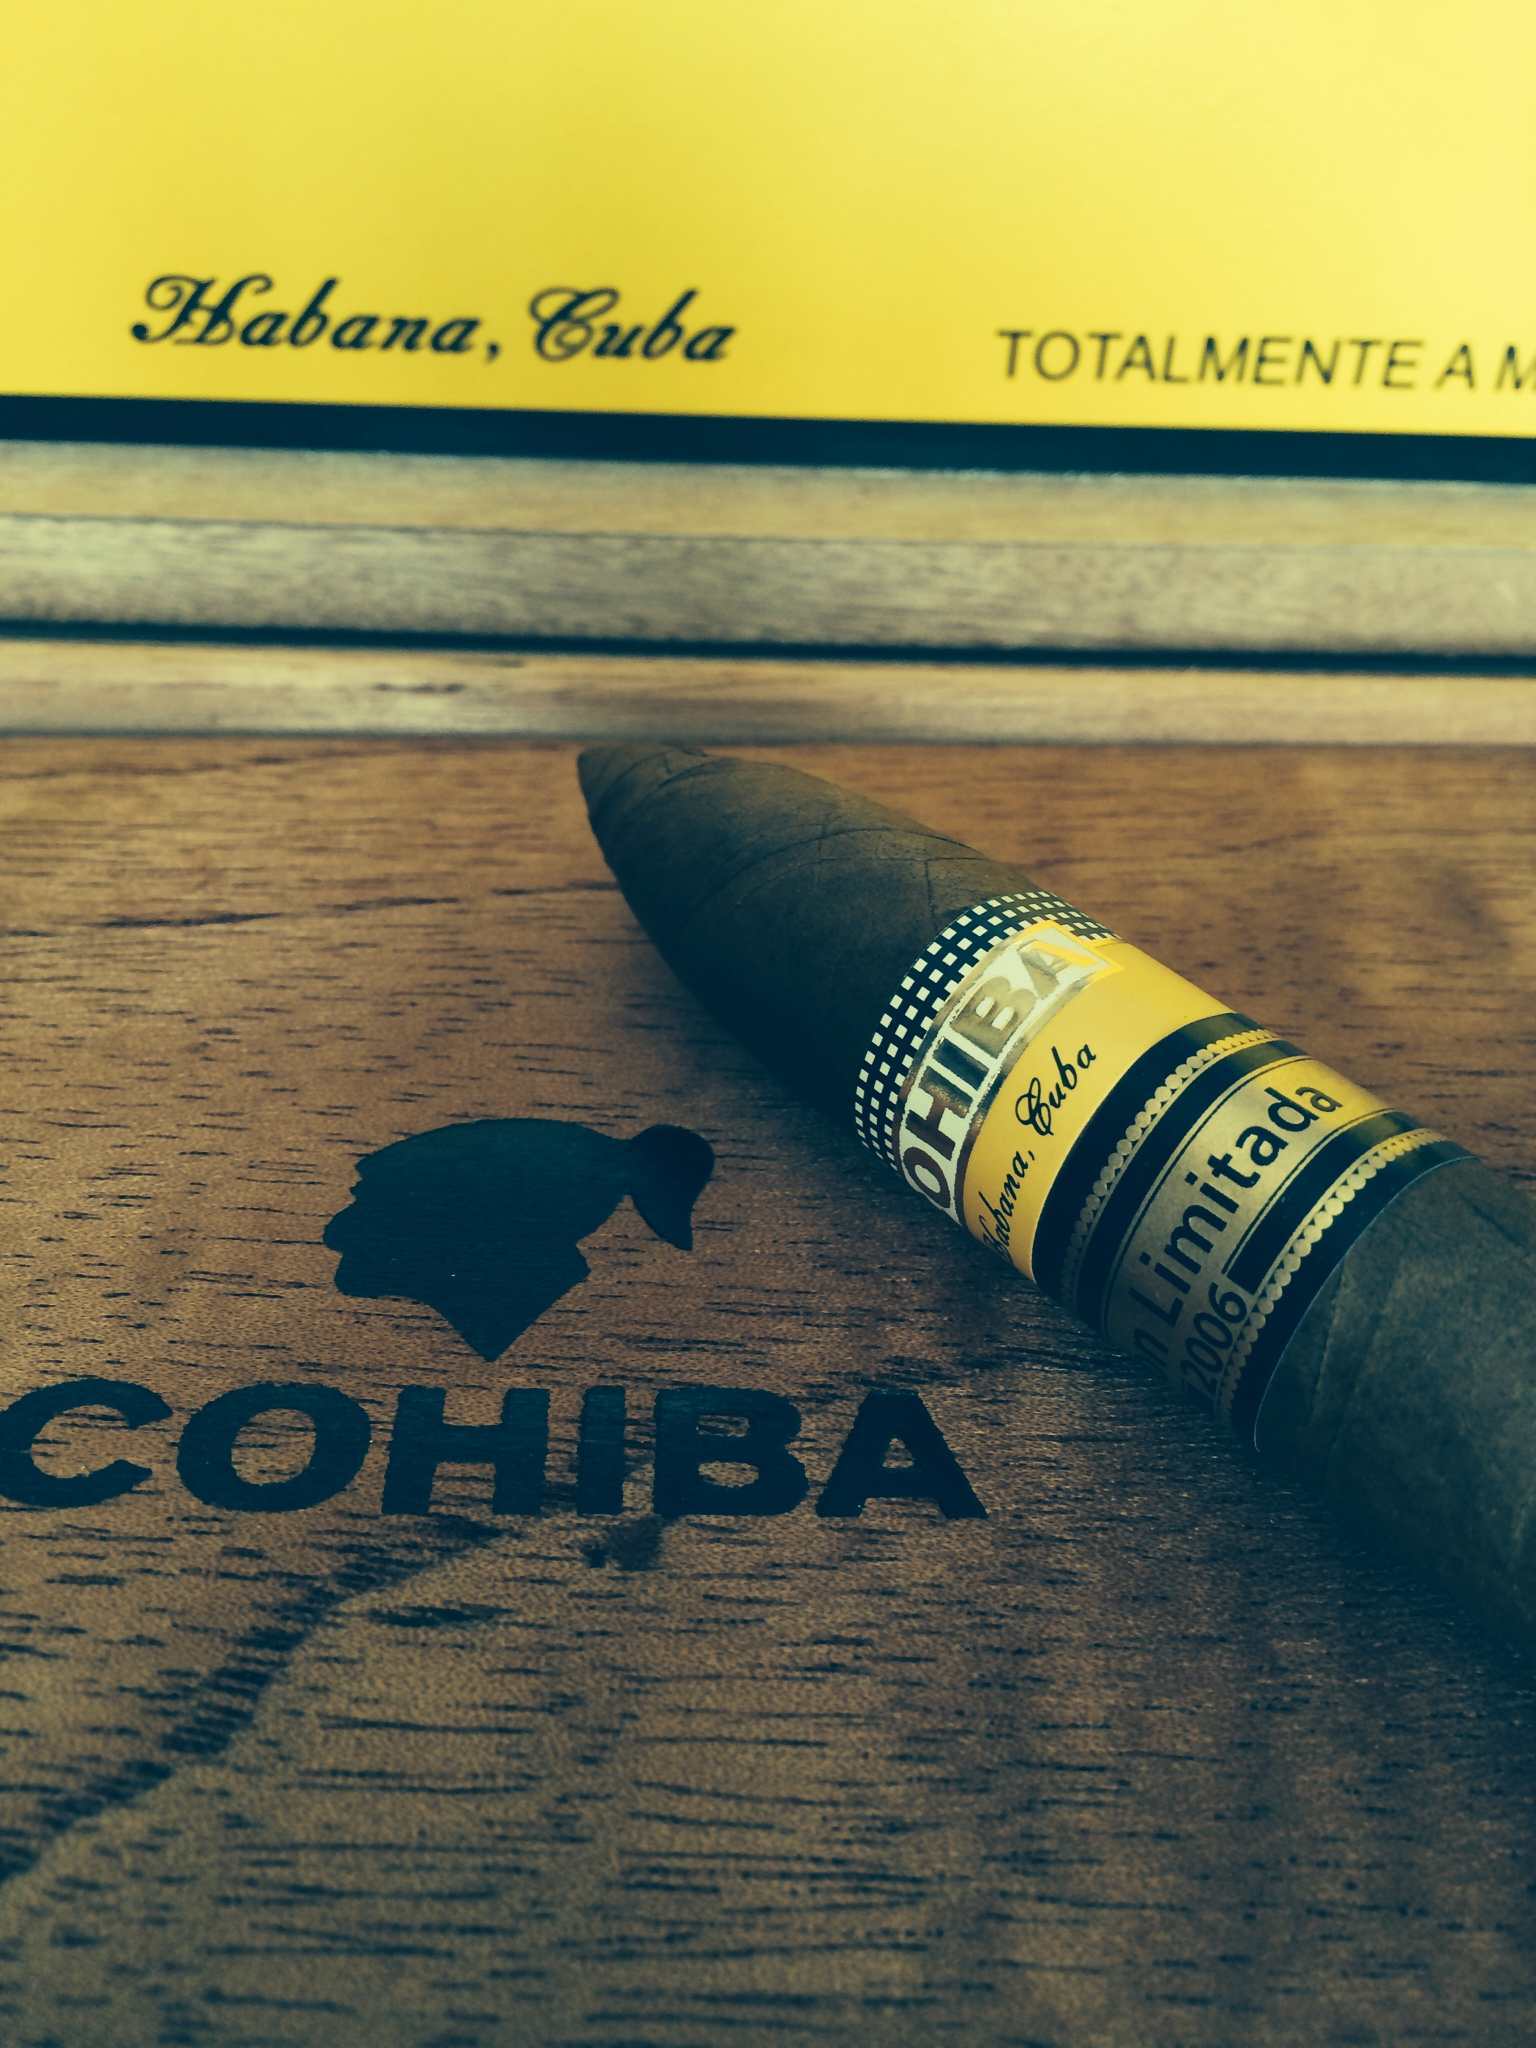 Habana, Cuba
TOTALMENTE A M
OHIBA
Habana, Cuba
n Limitada
2006
COHIBA